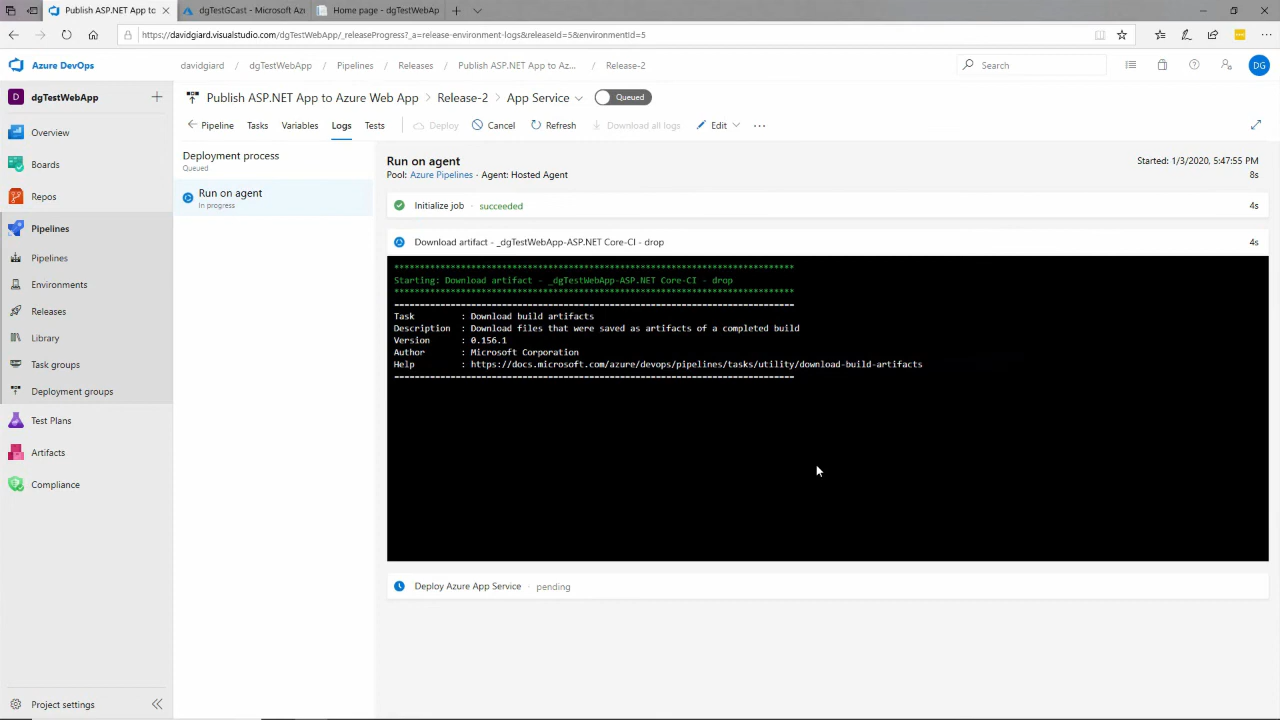 Publish ASP.NET App to
dgTestGCast - Microsoft Azu
Home page - dgTestWebAp
https://davidgiard.visualstudio.com/dgTestWebApp/_releaseProgress?_a=release-environment-logs&releaseId=5&environmentId=5
Azure DevOps
davidgiard / dgTestWebApp / Pipelines / Releases / Publish ASP.NET App to Az... / Release-2
Search
DG
D dgTestWebApp
Publish ASP.NET App to Azure Web App > Release-2 > App Service
Queued
Pipeline Tasks Variables Logs Tests Deploy Cancel Refresh Download all logs Edit ...
Overview
Boards
Repos
Pipelines
Pipelines
Environments
Releases
Library
Task groups
Deployment groups
Test Plans
Artifacts
Compliance
Project settings
Deployment process
Queued
Run on agent
In progress
Run on agent
Started: 1/3/2020, 5:47:55 PM
Pool: Azure Pipelines · Agent: Hosted Agent
8s
Initialize job · succeeded
4s
Download artifact - _dgTestWebApp-ASP.NET Core-CI - drop
4s
Starting: Download artifact - _dgTestWebApp-ASP.NET Core-CI - drop
Task : Download build artifacts
Description : Download files that were saved as artifacts of a completed build
Version : 0.156.1
Author : Microsoft Corporation
Help : https://docs.microsoft.com/azure/devops/pipelines/tasks/utility/download-build-artifacts
Deploy Azure App Service · pending